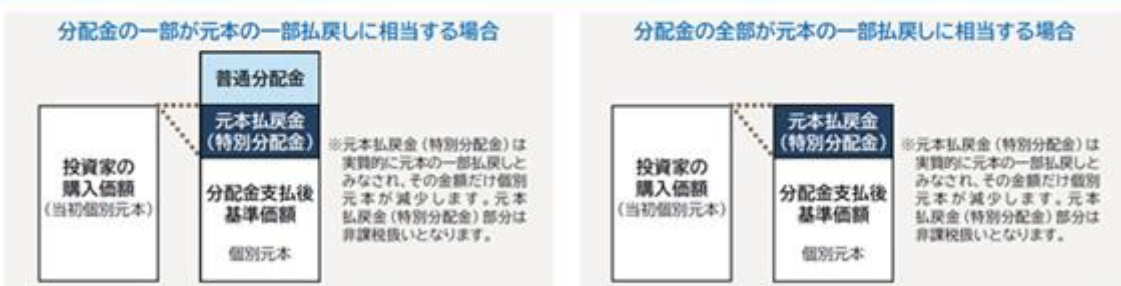 分配金の一部が元本の一部払戻しに相当する場合
普通分配金
元本払戻金
(特別分配金)
投資家の
購入価額
(当初個別元本)
分配金支払後
基準価額
個別元本
※元本払戻金(特別分配金)は
実質的に元本の一部払戻しと
みなされ、その金額だけ個別
元本が減少します。元本
払戻金(特別分配金)部分は
非課税扱いとなります。
分配金の全部が元本の一部払戻しに相当する場合
元本払戻金
(特別分配金)
投資家の
購入価額
(当初個別元本)
分配金支払後
基準価額
個別元本
※元本払戻金(特別分配金)は
実質的に元本の一部払戻しと
みなされ、その金額だけ個別
元本が減少します。元本
払戻金(特別分配金)部分は
非課税扱いとなります。